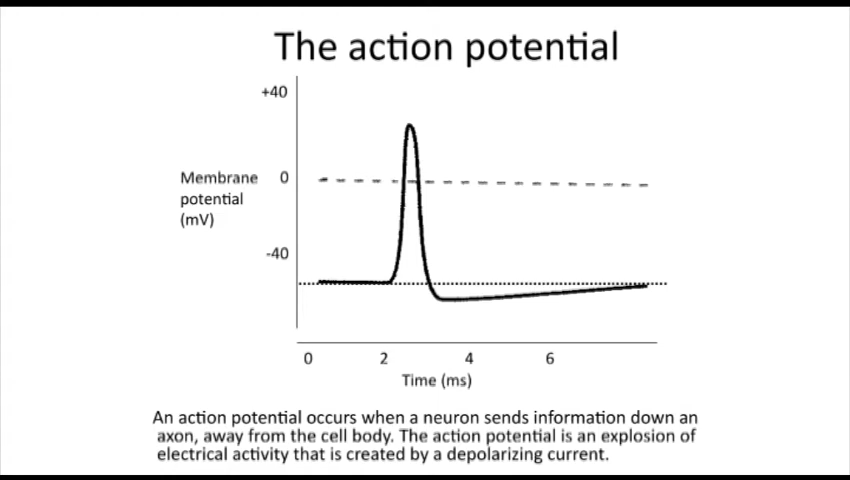 The action potential
+40
Membrane
potential
(mV)
0
-40
0 2 4 6
Time (ms)
An action potential occurs when a neuron sends information down an
axon, away from the cell body. The action potential is an explosion of
electrical activity that is created by a depolarizing current.